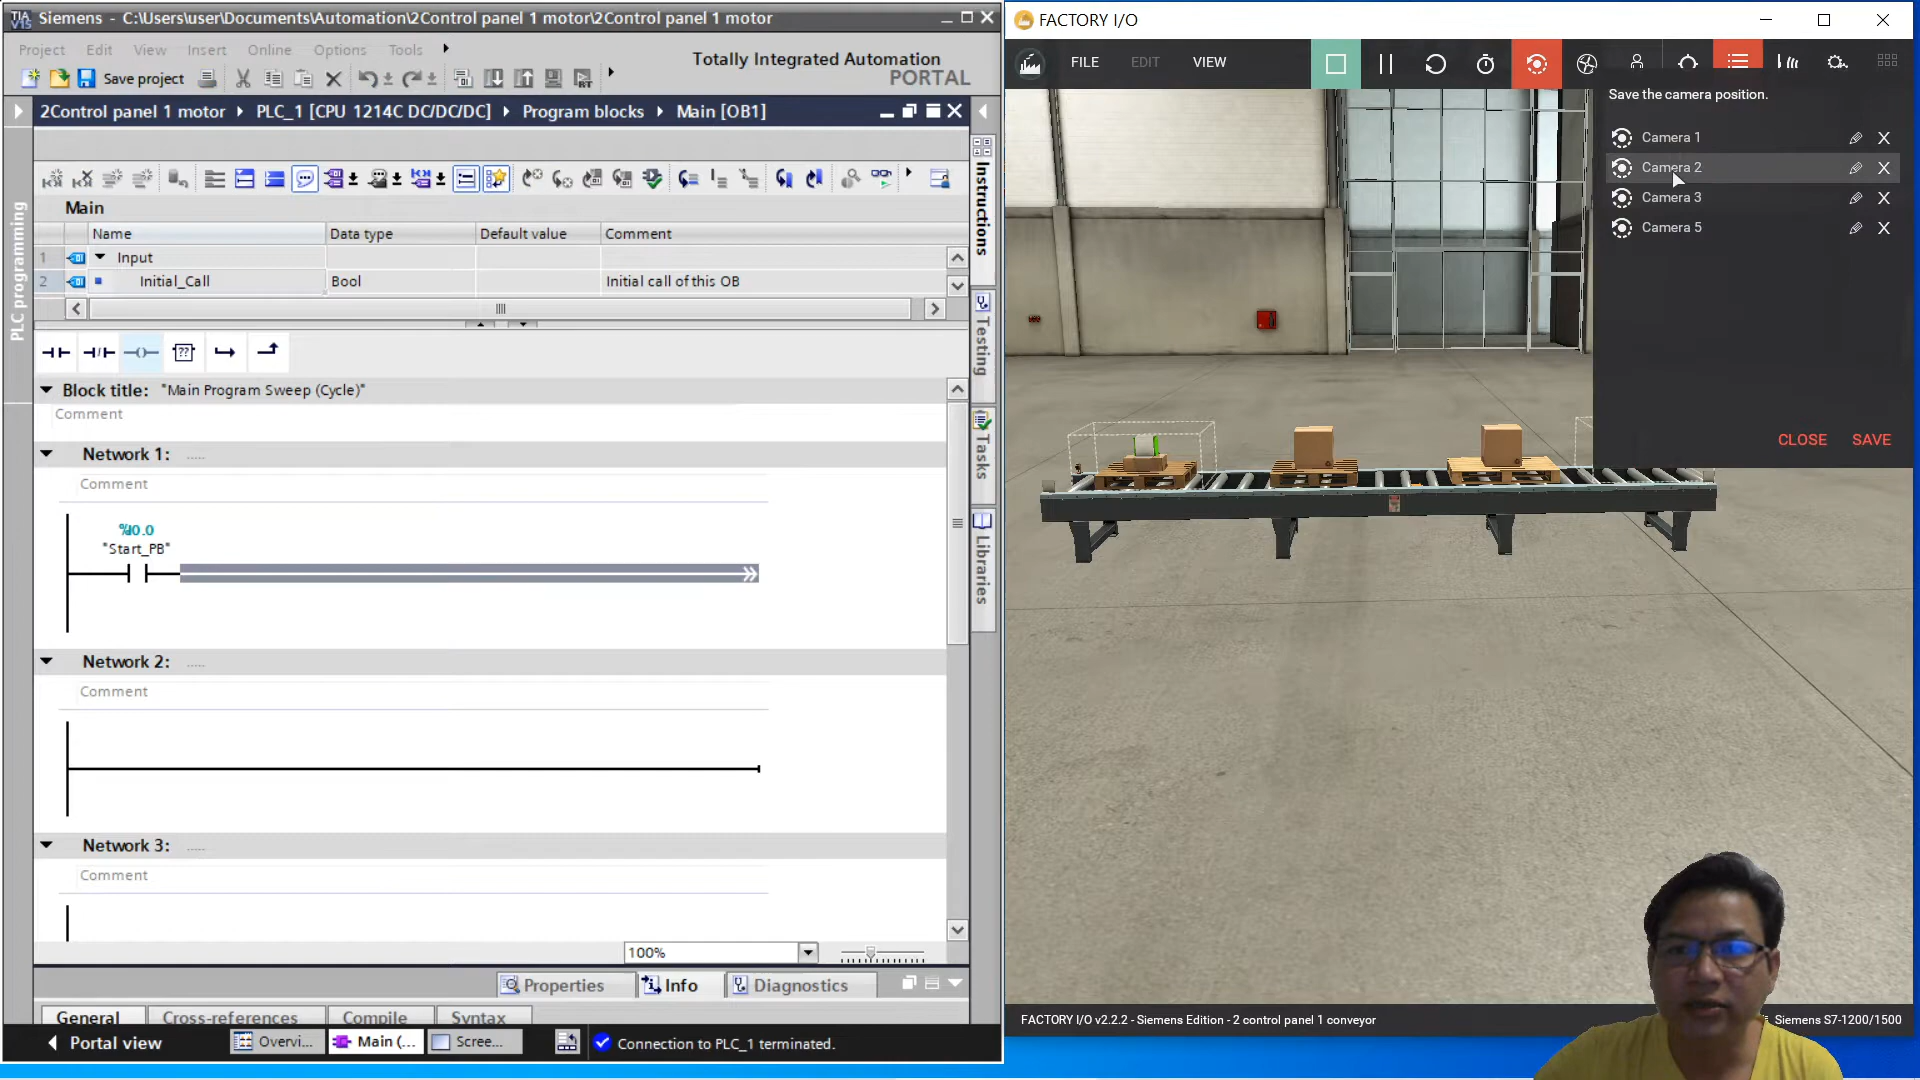 Siemens - C:\Users\user\Documents\Automation\2Control panel 1 motor\2Control panel 1 motor
Project Edit View Insert Online Options Tools
Totally Integrated Automation
PORTAL
Save project
2Control panel 1 motor PLC_1 [CPU 1214C DC/DC/DC] Program blocks Main [OB1]
PLC programming
Main
Name Data type Default value Comment
1 Input
2 Initial_Call Bool Initial call of this OB
??
Block title: "Main Program Sweep (Cycle)"
Comment
Network 1: .....
Comment
%I0.0
"Start_PB"
Network 2: .....
Comment
Network 3: .....
Comment
100%
Properties Info Diagnostics
General Cross-references Compile Syntax
Portal view Overvi... Main (... Scree... Connection to PLC_1 terminated.
Instructions
Testing
Tasks
Libraries
FACTORY I/O
FILE EDIT VIEW
Save the camera position.
Camera 1
Camera 2
Camera 3
Camera 5
CLOSE SAVE
FACTORY I/O v2.2.2 - Siemens Edition - 2 control panel 1 conveyor
Siemens S7-1200/1500